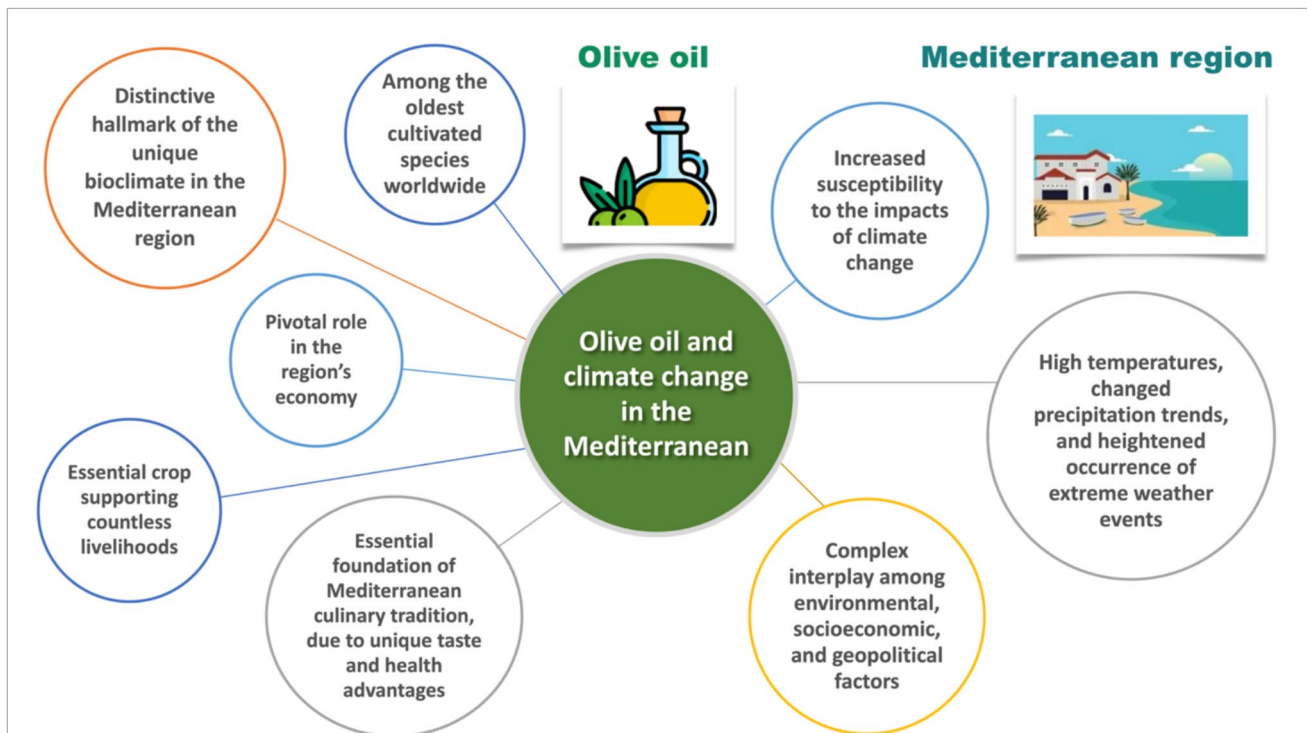 Olive oil
Mediterranean region
Distinctive
hallmark of the
unique
bioclimate in the
Mediterranean
region
Among the
oldest
cultivated
species
worldwide
Increased
susceptibility
to the impacts
of climate
change
Pivotal role
in the
region's
economy
Olive oil and
climate change
in the
Mediterranean
High temperatures,
changed
precipitation trends,
and heightened
occurrence of
extreme weather
events
Essential crop
supporting
countless
livelihoods
Essential
foundation of
Mediterranean
culinary tradition,
due to unique taste
and health
advantages
Complex
interplay among
environmental,
socioeconomic,
and geopolitical
factors